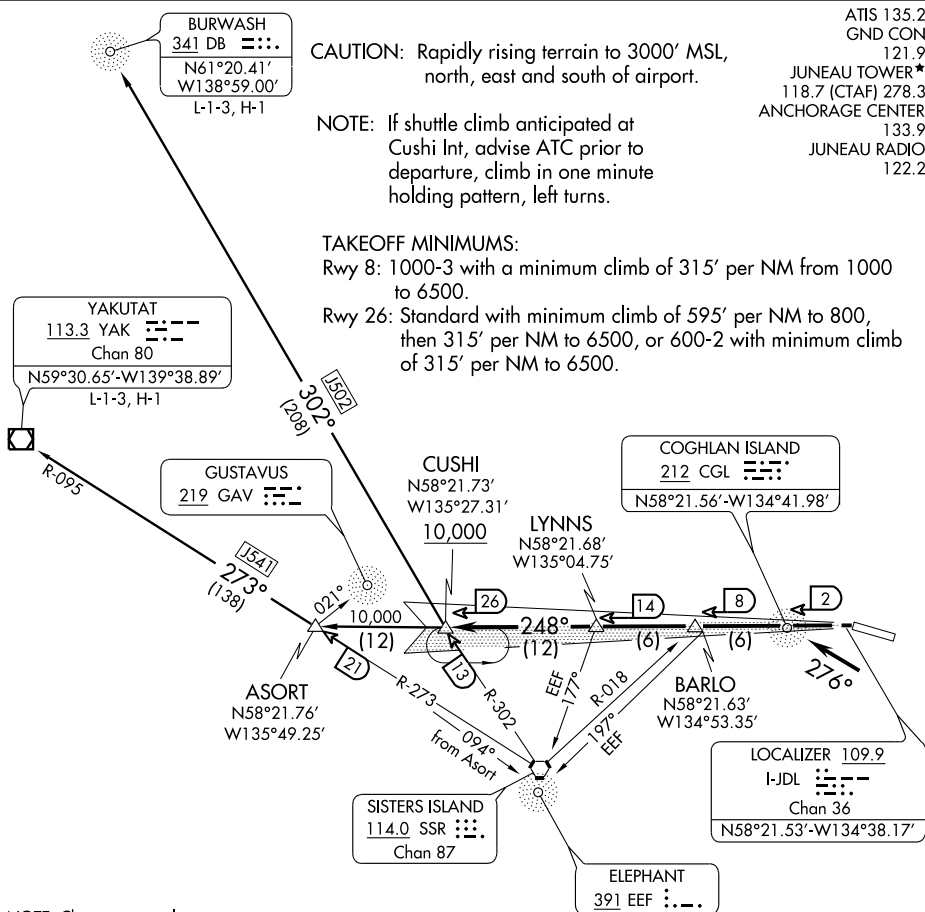 BURWASH
341 DB
N61°20.41'
W138°59.00'
L-1-3, H-1
CAUTION: Rapidly rising terrain to 3000' MSL,
north, east and south of airport.
NOTE: If shuttle climb anticipated at
Cushi Int, advise ATC prior to
departure, climb in one minute
holding pattern, left turns.
ATIS 135.2
GND CON
121.9
JUNEAU TOWER★
118.7 (CTAF) 278.3
ANCHORAGE CENTER
133.9
JUNEAU RADIO
122.2
TAKEOFF MINIMUMS:
Rwy 8: 1000-3 with a minimum climb of 315' per NM from 1000
to 6500.
Rwy 26: Standard with minimum climb of 595' per NM to 800,
then 315' per NM to 6500, or 600-2 with minimum climb
of 315' per NM to 6500.
YAKUTAT
113.3 YAK
Chan 80
N59°30.65'-W139°38.89'
L-1-3, H-1
J502
302°
(208)
R-095
GUSTAVUS
219 GAV
CUSHI
N58°21.73'
W135°27.31'
10,000
LYNNS
N58°21.68'
W135°04.75'
COGHLAN ISLAND
212 CGL
N58°21.56'-W134°41.98'
J541
273°
(138)
021°
10,000
(12)
26
248°
(12)
14
(6)
8
(6)
2
276°
21
13
ASORT
N58°21.76'
W135°49.25'
R-273
094°
from Asort
R-302
EEF
177°
R-018
197°
EEF
BARLO
N58°21.63'
W134°53.35'
LOCALIZER 109.9
I-JDL
Chan 36
N58°21.53'-W134°38.17'
SISTERS ISLAND
114.0 SSR
Chan 87
ELEPHANT
391 EEF